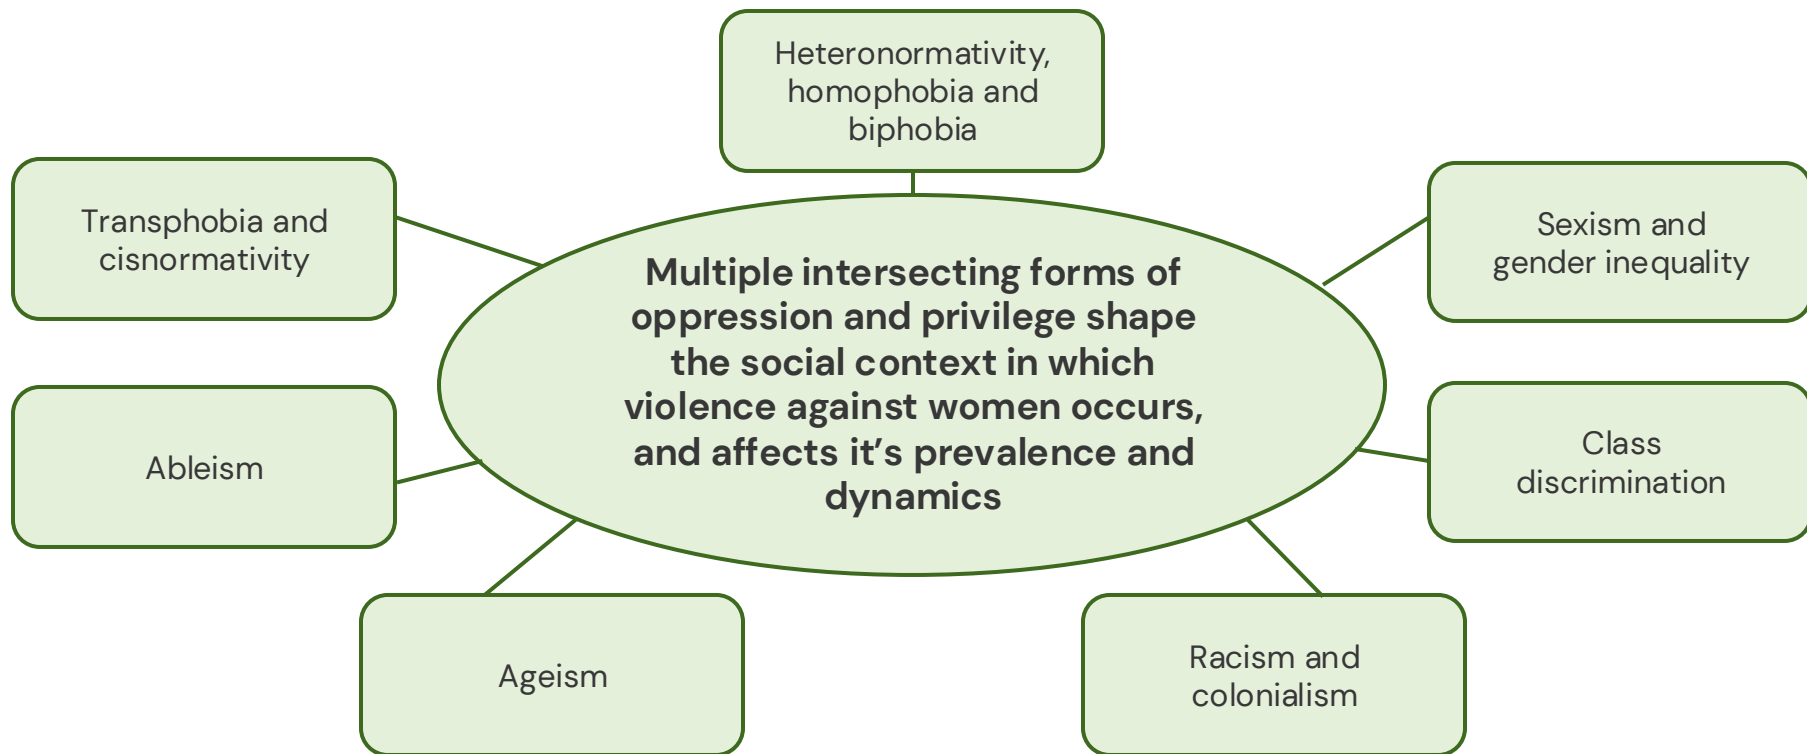 Heteronormativity,
homophobia and
biphobia
Transphobia and
cisnormativity
Sexism and
gender inequality
Multiple intersecting forms of
oppression and privilege shape
the social context in which
violence against women occurs,
and affects it’s prevalence and
dynamics
Ableism
Class
discrimination
Ageism
Racism and
colonialism